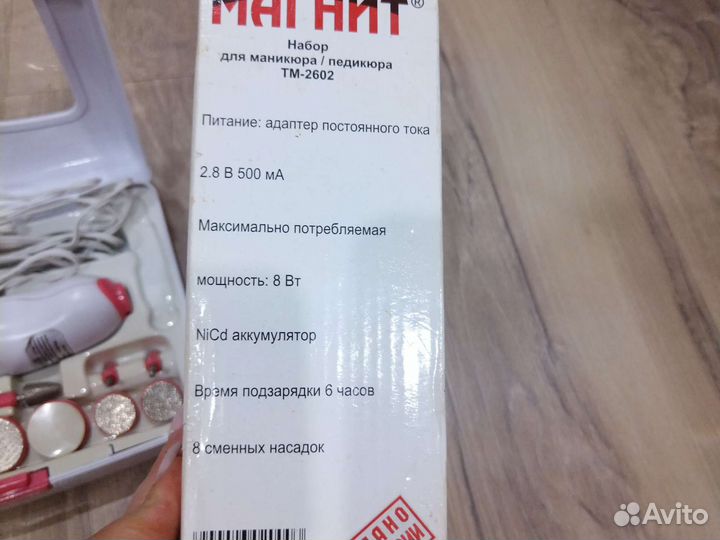 МАГНИТ®
Набор
для маникюра / педикюра
ТМ-2602
Питание: адаптер постоянного тока
2.8 В 500 мА
Максимально потребляемая
мощность: 8 Вт
NiCd аккумулятор
Время подзарядки 6 часов
8 сменных насадок
Avito